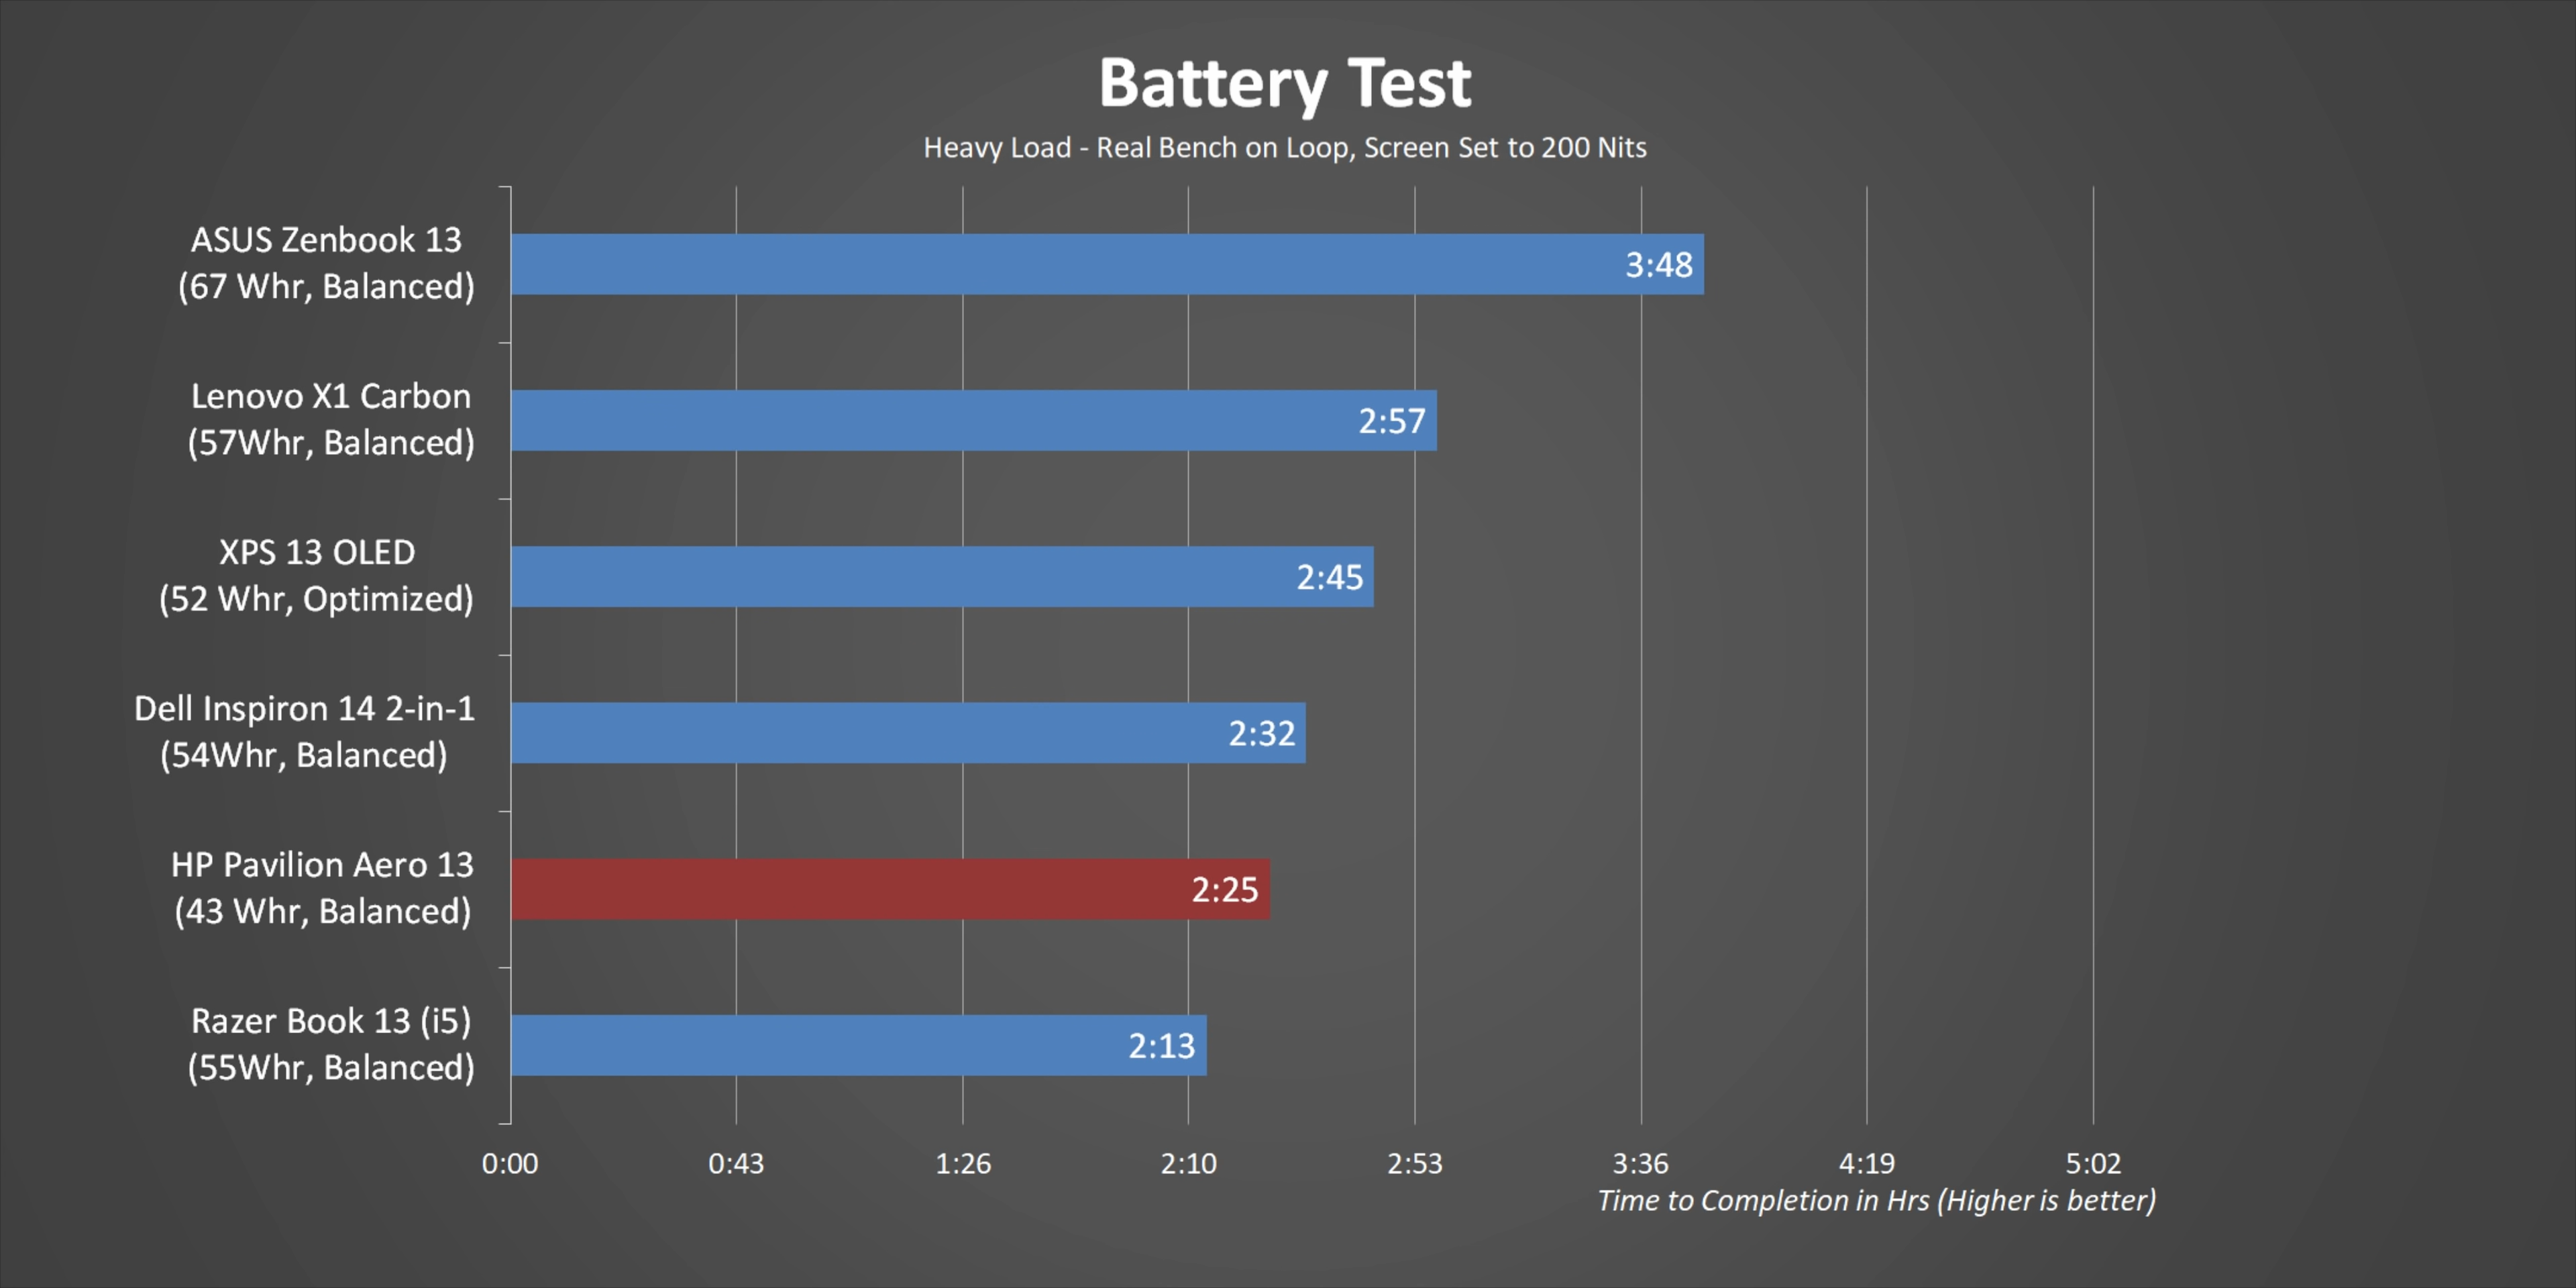 Battery Test
Heavy Load - Real Bench on Loop, Screen Set to 200 Nits
ASUS Zenbook 13
(67 Whr, Balanced)
3:48
Lenovo X1 Carbon
(57Whr, Balanced)
2:57
XPS 13 OLED
(52 Whr, Optimized)
2:45
Dell Inspiron 14 2-in-1
(54Whr, Balanced)
2:32
HP Pavilion Aero 13
(43 Whr, Balanced)
2:25
Razer Book 13 (i5)
(55Whr, Balanced)
2:13
0:00 0:43 1:26 2:10 2:53 3:36 4:19 5:02
Time to Completion in Hrs (Higher is better)